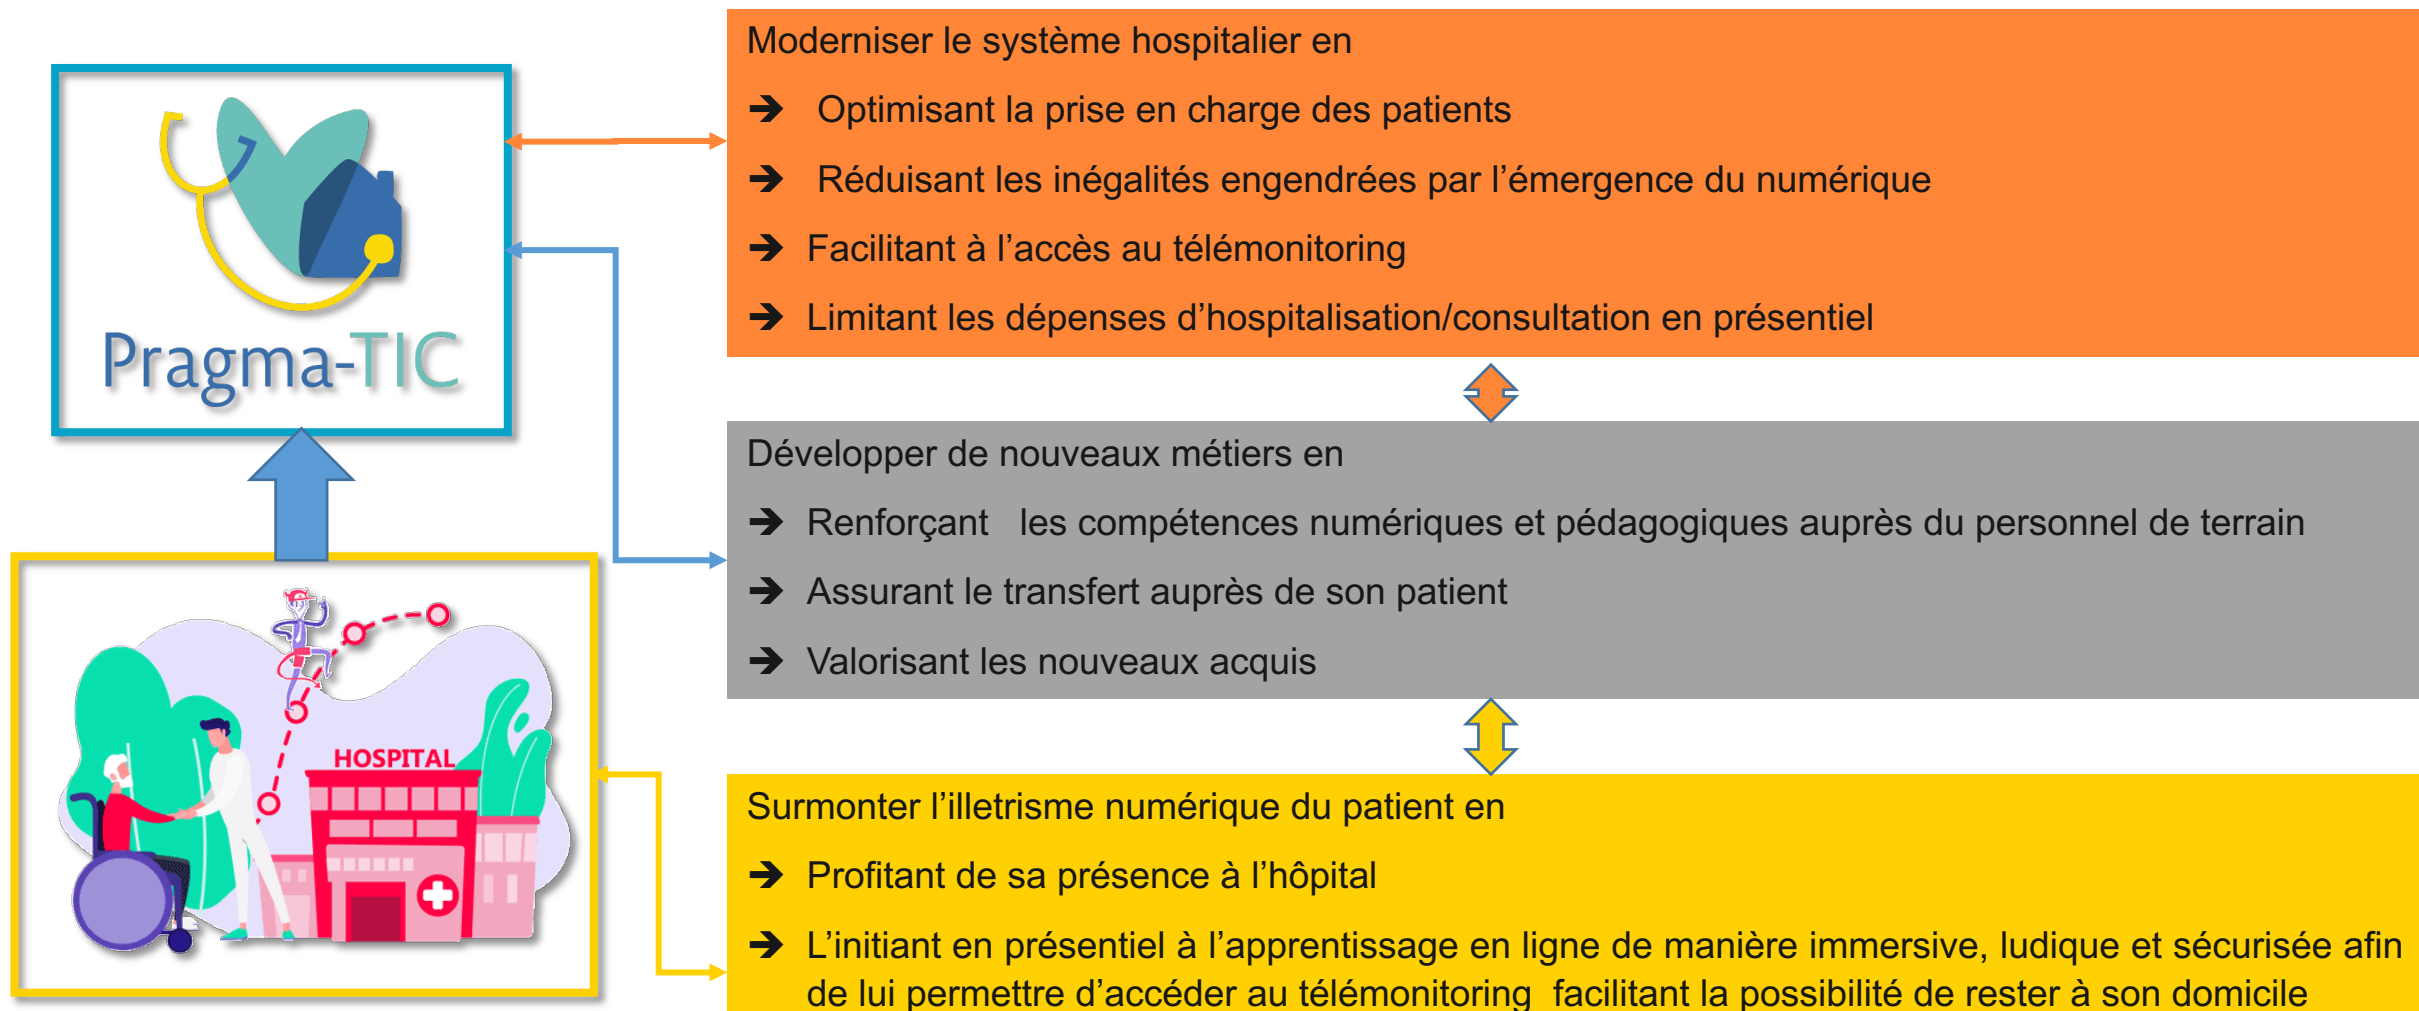 Pragma-TIC
HOSPITAL
Moderniser le système hospitalier en
➔ Optimisant la prise en charge des patients
➔ Réduisant les inégalités engendrées par l’émergence du numérique
➔ Facilitant à l’accès au télémonitoring
➔ Limitant les dépenses d’hospitalisation/consultation en présentiel
Développer de nouveaux métiers en
➔ Renforçant les compétences numériques et pédagogiques auprès du personnel de terrain
➔ Assurant le transfert auprès de son patient
➔ Valorisant les nouveaux acquis
Surmonter l’illetrisme numérique du patient en
➔ Profitant de sa présence à l’hôpital
➔ L’initiant en présentiel à l’apprentissage en ligne de manière immersive, ludique et sécurisée afin
de lui permettre d’accéder au télémonitoring facilitant la possibilité de rester à son domicile